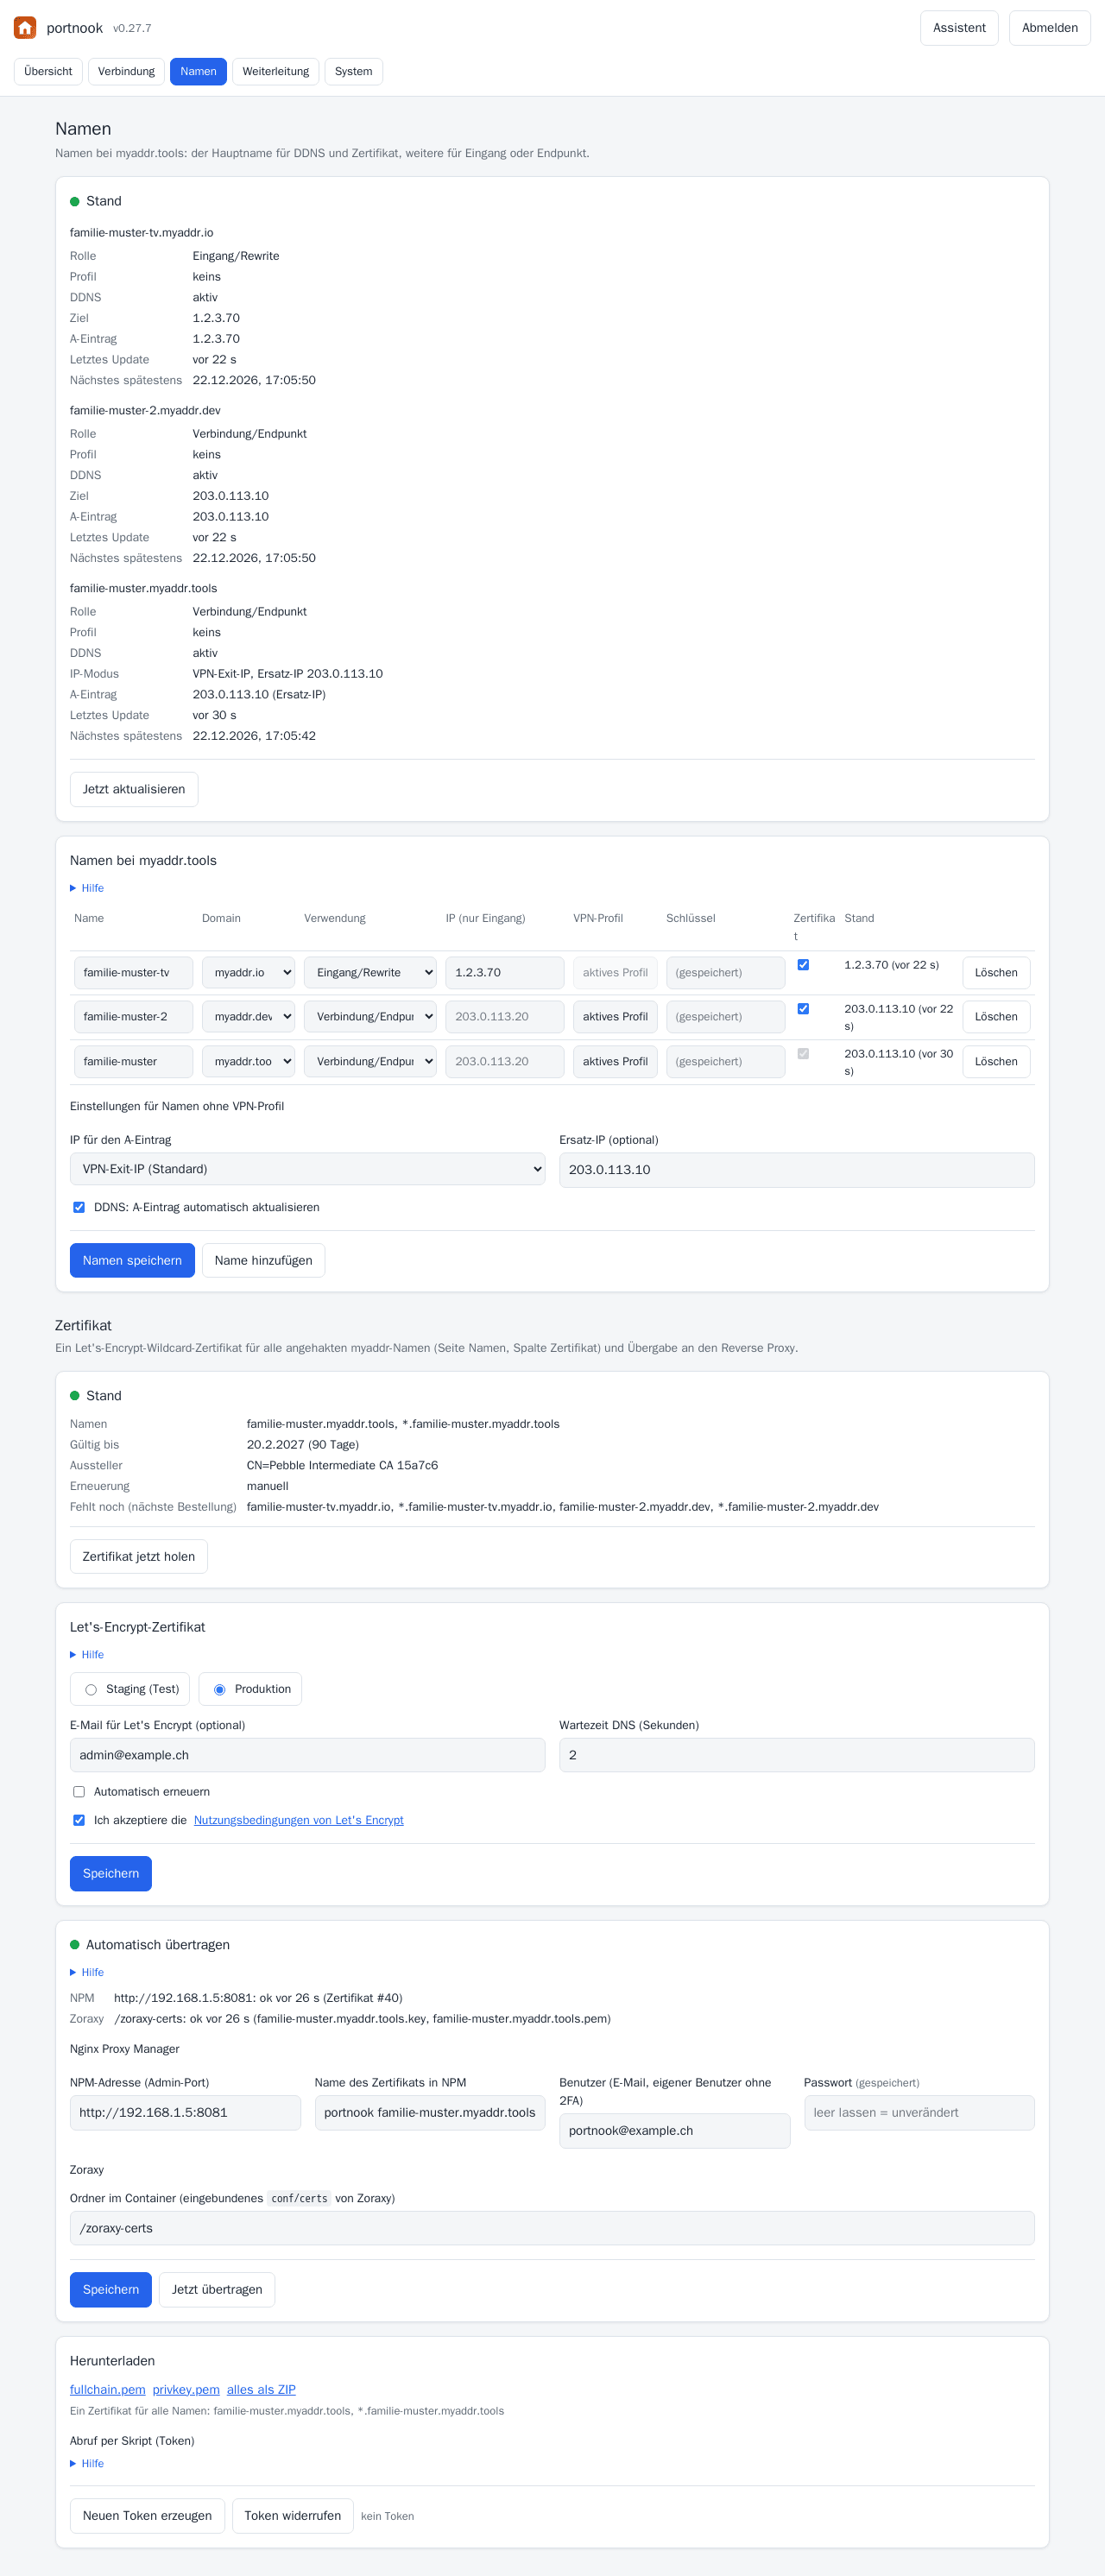 portnook v0.27.7
Assistent
Abmelden
Übersicht
Verbindung
Namen
Weiterleitung
System
Namen
Namen bei myaddr.tools: der Hauptname für DDNS und Zertifikat, weitere für Eingang oder Endpunkt.
Stand
familie-muster-tv.myaddr.io
Rolle Eingang/Rewrite
Profil keins
DDNS aktiv
Ziel 1.2.3.70
A-Eintrag 1.2.3.70
Letztes Update vor 22 s
Nächstes spätestens 22.12.2026, 17:05:50
familie-muster-2.myaddr.dev
Rolle Verbindung/Endpunkt
Profil keins
DDNS aktiv
Ziel 203.0.113.10
A-Eintrag 203.0.113.10
Letztes Update vor 22 s
Nächstes spätestens 22.12.2026, 17:05:50
familie-muster.myaddr.tools
Rolle Verbindung/Endpunkt
Profil keins
DDNS aktiv
IP-Modus VPN-Exit-IP, Ersatz-IP 203.0.113.10
A-Eintrag 203.0.113.10 (Ersatz-IP)
Letztes Update vor 30 s
Nächstes spätestens 22.12.2026, 17:05:42
Jetzt aktualisieren
Namen bei myaddr.tools
Hilfe
Name Domain Verwendung IP (nur Eingang) VPN-Profil Schlüssel Zertifika Stand
t
familie-muster-tv myaddr.io Eingang/Rewrite 1.2.3.70 aktives Profil (gespeichert) 1.2.3.70 (vor 22 s) Löschen
familie-muster-2 myaddr.dev Verbindung/Endpur 203.0.113.20 aktives Profil (gespeichert) 203.0.113.10 (vor 22 Löschen
s)
familie-muster myaddr.too Verbindung/Endpur 203.0.113.20 aktives Profil (gespeichert) 203.0.113.10 (vor 30 Löschen
s)
Einstellungen für Namen ohne VPN-Profil
IP für den A-Eintrag
VPN-Exit-IP (Standard)
Ersatz-IP (optional)
203.0.113.10
DDNS: A-Eintrag automatisch aktualisieren
Namen speichern
Name hinzufügen
Zertifikat
Ein Let's-Encrypt-Wildcard-Zertifikat für alle angehakten myaddr-Namen (Seite Namen, Spalte Zertifikat) und Übergabe an den Reverse Proxy.
Stand
Namen familie-muster.myaddr.tools, *.familie-muster.myaddr.tools
Gültig bis 20.2.2027 (90 Tage)
Aussteller CN=Pebble Intermediate CA 15a7c6
Erneuerung manuell
Fehlt noch (nächste Bestellung) familie-muster-tv.myaddr.io, *.familie-muster-tv.myaddr.io, familie-muster-2.myaddr.dev, *.familie-muster-2.myaddr.dev
Zertifikat jetzt holen
Let's-Encrypt-Zertifikat
Hilfe
Staging (Test)
Produktion
E-Mail für Let's Encrypt (optional)
admin@example.ch
Wartezeit DNS (Sekunden)
2
Automatisch erneuern
Ich akzeptiere die Nutzungsbedingungen von Let's Encrypt
Speichern
Automatisch übertragen
Hilfe
NPM http://192.168.1.5:8081: ok vor 26 s (Zertifikat #40)
Zoraxy /zoraxy-certs: ok vor 26 s (familie-muster.myaddr.tools.key, familie-muster.myaddr.tools.pem)
Nginx Proxy Manager
NPM-Adresse (Admin-Port)
http://192.168.1.5:8081
Name des Zertifikats in NPM
portnook familie-muster.myaddr.tools
Benutzer (E-Mail, eigener Benutzer ohne
2FA)
portnook@example.ch
Passwort (gespeichert)
leer lassen = unverändert
Zoraxy
Ordner im Container (eingebundenes conf/certs von Zoraxy)
/zoraxy-certs
Speichern
Jetzt übertragen
Herunterladen
fullchain.pem privkey.pem alles als ZIP
Ein Zertifikat für alle Namen: familie-muster.myaddr.tools, *.familie-muster.myaddr.tools
Abruf per Skript (Token)
Hilfe
Neuen Token erzeugen
Token widerrufen
kein Token